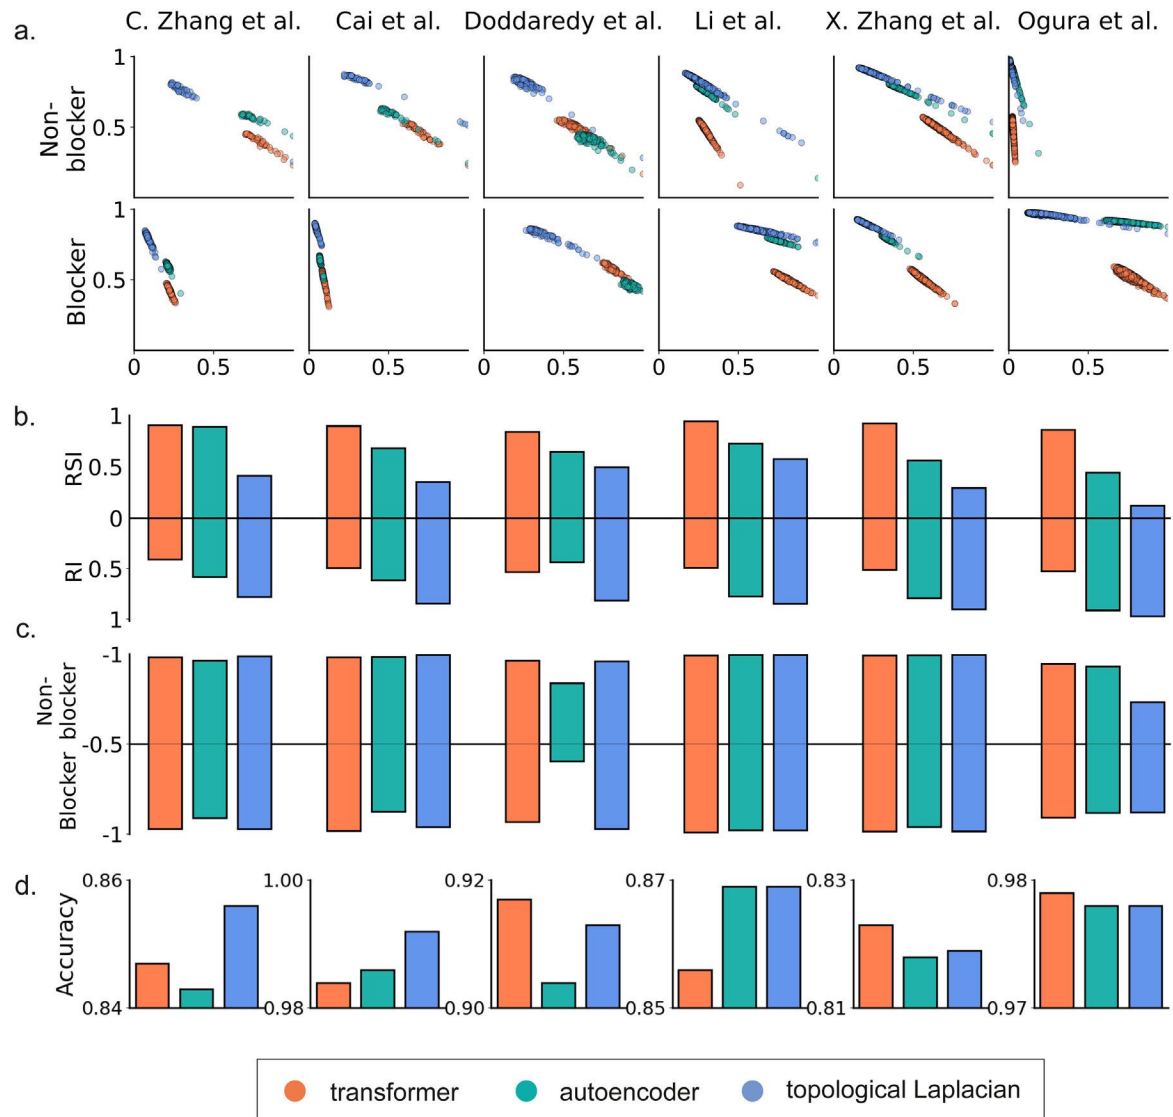 a.
C. Zhang et al. Cai et al. Doddaredy et al. Li et al. X. Zhang et al. Ogura et al.
Non-
blocker
1
0.5
Blocker
1
0.5
0 0.5 0 0.5 0 0.5 0 0.5 0 0.5 0 0.5
b.
RSI
RI
1
0.5
0
0.5
1
c.
Non-
blocker
Blocker
-1
-0.5
-1
d.
Accuracy
0.86 1.00 0.92 0.87 0.83 0.98
0.84 0.98 0.90 0.85 0.81 0.97
transformer autoencoder topological Laplacian